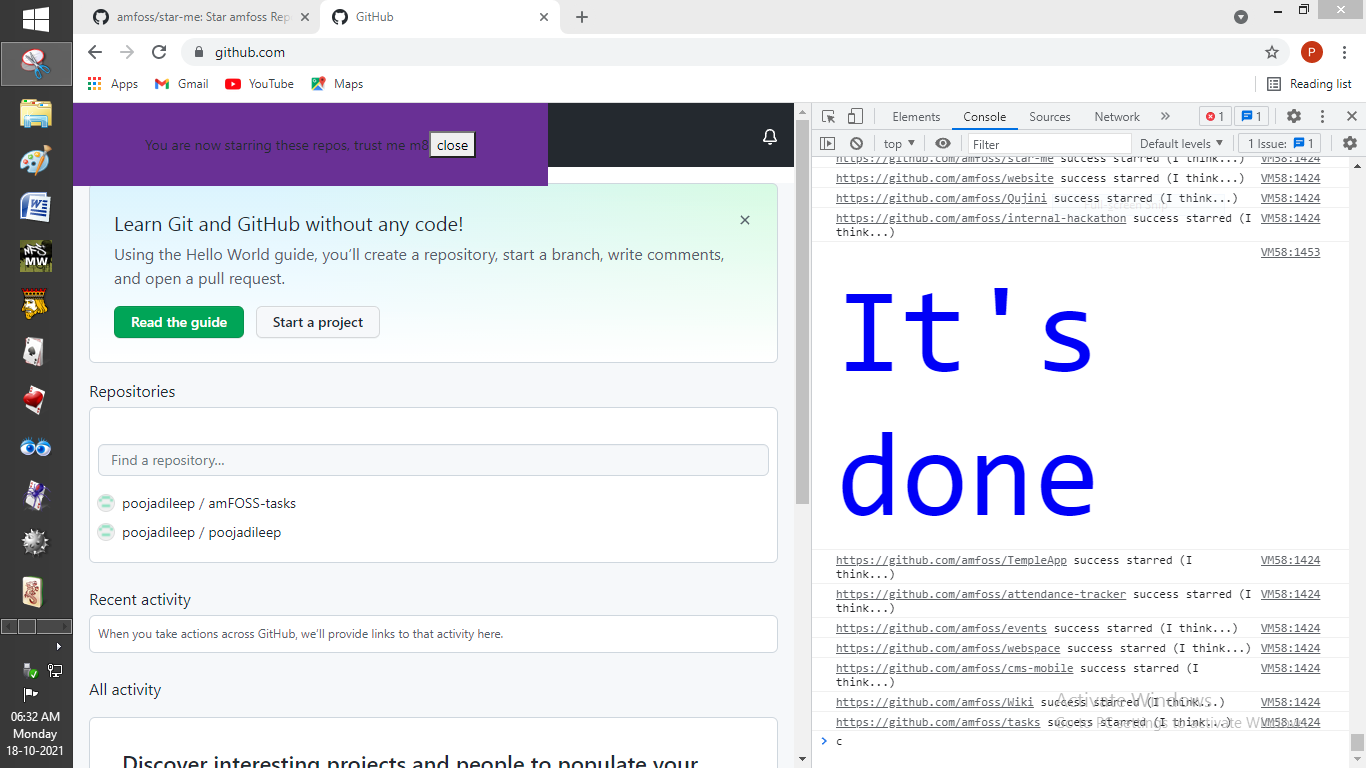 amfoss/star-me: Star amfoss Rep
GitHub
github.com
P
Apps
Gmail
YouTube
Maps
Reading list
You are now starring these repos. trust me m8
close
Learn Git and GitHub without any code!
Using the Hello World guide, you’ll create a repository, start a branch, write comments,
and open a pull request.
Read the guide
Start a project
Repositories
Find a repository...
poojadileep / amFOSS-tasks
poojadileep / poojadileep
Recent activity
When you take actions across GitHub, we’ll provide links to that activity here.
All activity
Discover interesting projects and people to populate your
Elements
Console
Sources
Network
»
1
1
top
Filter
Default levels
1 Issue:
1
https://github.com/amfoss/star-me success starred (I think...) VM58:1424
https://github.com/amfoss/website success starred (I think...) VM58:1424
https://github.com/amfoss/Qujini success starred (I think...) VM58:1424
https://github.com/amfoss/internal-hackathon success starred (I VM58:1424
think...)
VM58:1453
It's
done
https://github.com/amfoss/TempleApp success starred (I VM58:1424
think...)
https://github.com/amfoss/attendance-tracker success starred (I VM58:1424
think...)
https://github.com/amfoss/events success starred (I think...) VM58:1424
https://github.com/amfoss/webspace success starred (I think...) VM58:1424
https://github.com/amfoss/cms-mobile success starred (I VM58:1424
think...)
https://github.com/amfoss/Wiki success starred (I think...) VM58:1424
https://github.com/amfoss/tasks success starred (I think...) VM58:1424
> c
Activate Windows
Go to PC settings to activate Windows.
NFS
MW
W
06:32 AM
Monday
18-10-2021